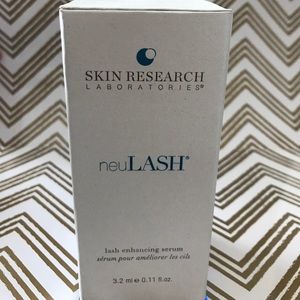 SKIN RESEARCH
LABORATORIES®
neuLASH®
lash enhancing serum
sérum pour améliorer les cils
3.2 ml e 0.11 fl.oz.